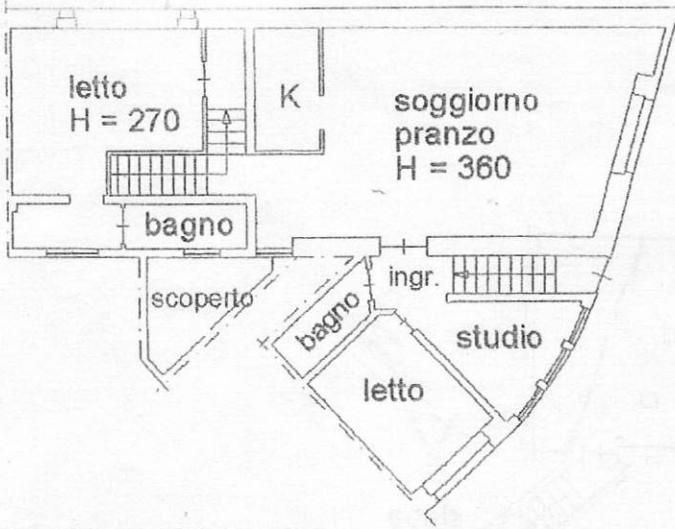 letto
H = 270
K
soggiorno
pranzo
H = 360
bagno
scoperto
ingr.
bagno
studio
letto